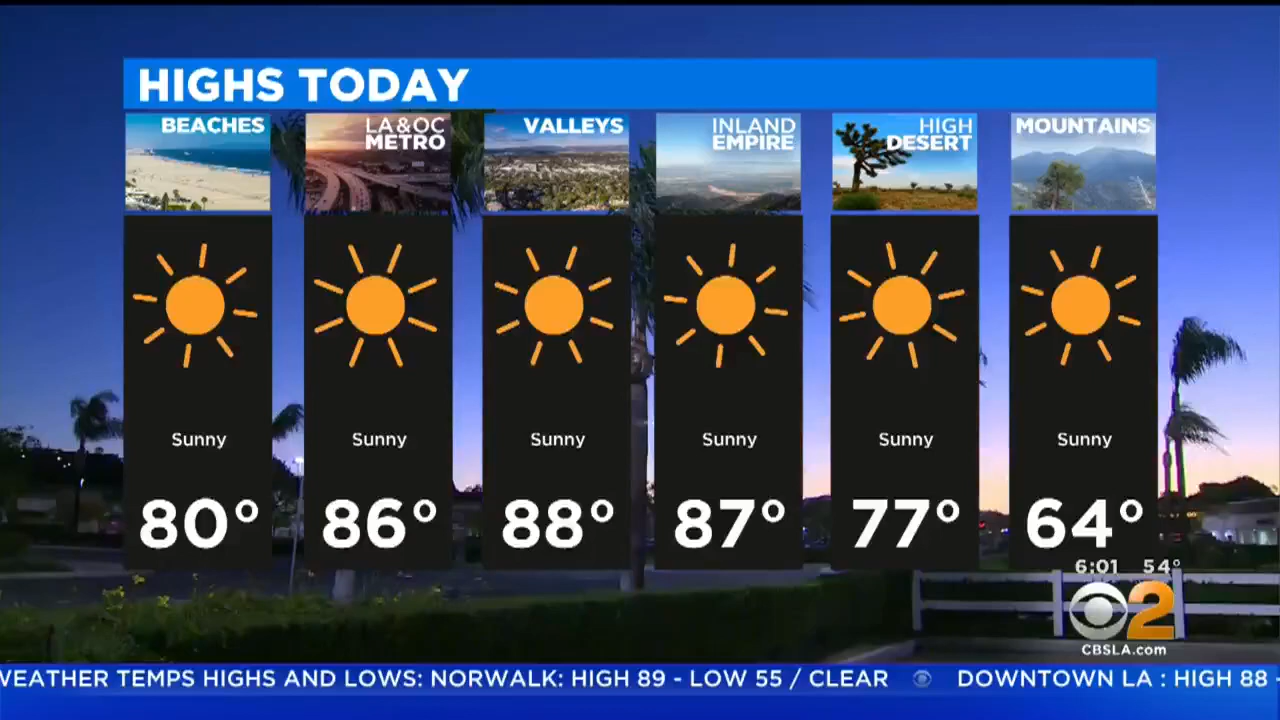 HIGHS TODAY
BEACHES
LA & OC
METRO
VALLEYS
INLAND
EMPIRE
HIGH
DESERT
MOUNTAINS
Sunny
Sunny
Sunny
Sunny
Sunny
Sunny
80°
86°
88°
87°
77°
64°
6:01 54°
2
CBSLA.com
WEATHER TEMPS HIGHS AND LOWS: NORWALK: HIGH 89 - LOW 55 / CLEAR DOWNTOWN LA : HIGH 88 -